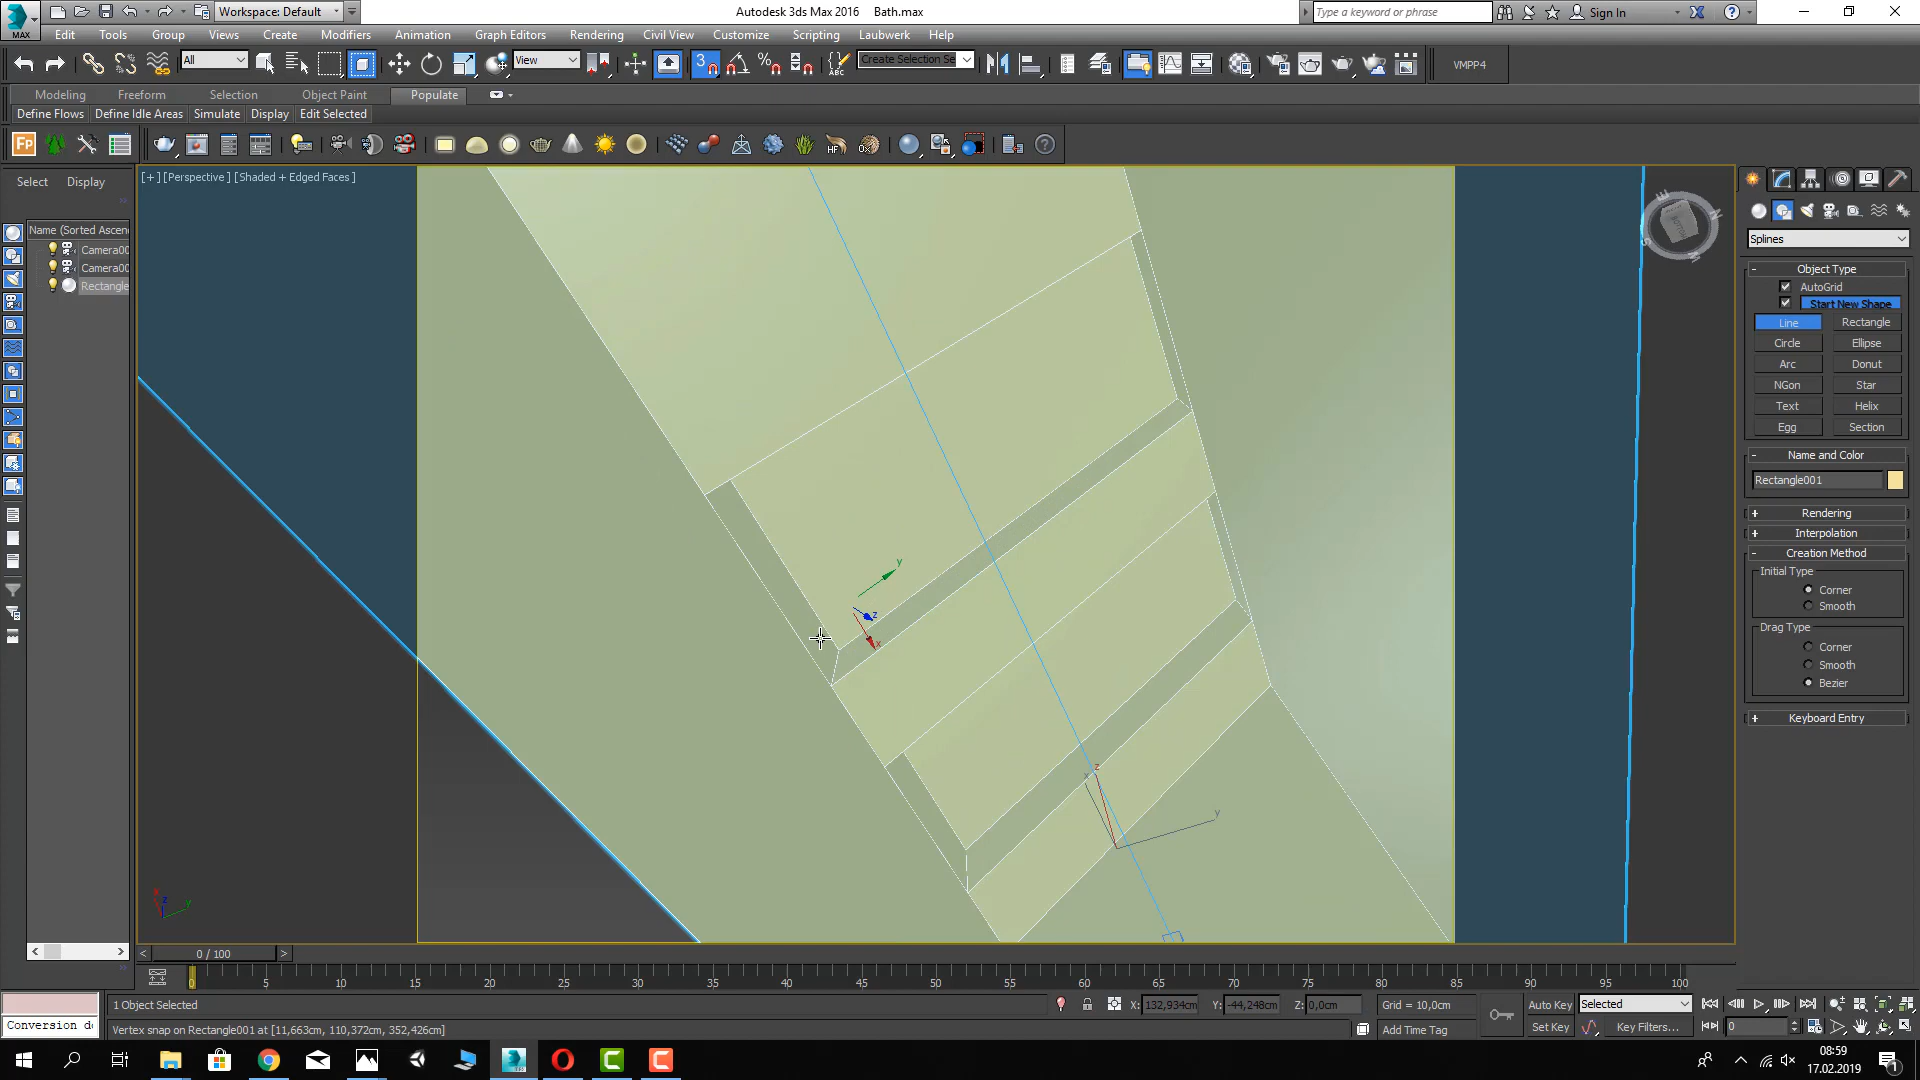 Workspace: Default
Autodesk 3ds Max 2016 Bath.max
Type a keyword or phrase
Sign In
MAX
Edit Tools Group Views Create Modifiers Animation Graph Editors Rendering Civil View Customize Scripting Laubwerk Help
All
View
3
ABC
Create Selection Se
VMPP4
Modeling Freeform Selection Object Paint Populate
Define Flows Define Idle Areas Simulate Display Edit Selected
Fp
HF
Select Display
[+] [Perspective ] [Shaded + Edged Faces ]
Name (Sorted Ascen
Camera00
Camera00
Rectangle
y
z
x
x
z
y
x
z
y
Splines
- Object Type
AutoGrid
Start New Shape
Line Rectangle
Circle Ellipse
Arc Donut
NGon Star
Text Helix
Egg Section
- Name and Color
Rectangle001
+ Rendering
+ Interpolation
- Creation Method
Initial Type
Corner
Smooth
Drag Type
Corner
Smooth
Bezier
+ Keyboard Entry
< 0 / 100 >
0 5 10 15 20 25 30 35 40 45 50 55 60 65 70 75 80 85 90 95 100
1 Object Selected
X: 132,934cm Y: -44,248cm Z: 0,0cm
Grid = 10,0cm
Auto Key
Selected
Conversion d
Vertex snap on Rectangle001 at [11,663cm, 110,372cm, 352,426cm]
Add Time Tag
Set Key
Key Filters...
0
08:59
17.02.2019
1